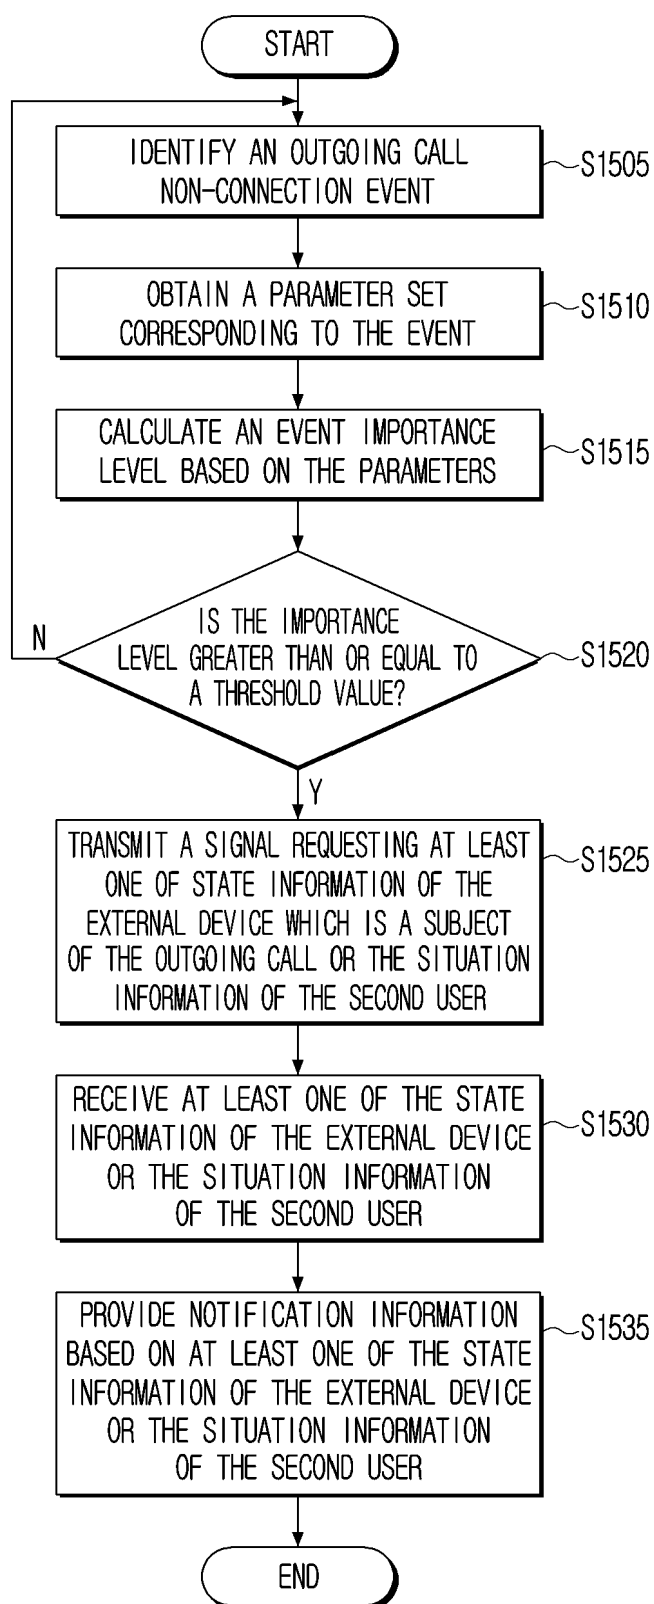 START
IDENTIFY AN OUTGOING CALL
NON-CONNECTION EVENT
S1505
OBTAIN A PARAMETER SET
CORRESPONDING TO THE EVENT
S1510
CALCULATE AN EVENT IMPORTANCE
LEVEL BASED ON THE PARAMETERS
S1515
IS THE IMPORTANCE
LEVEL GREATER THAN OR EQUAL TO
A THRESHOLD VALUE?
S1520
N
Y
TRANSMIT A SIGNAL REQUESTING AT LEAST
ONE OF STATE INFORMATION OF THE
EXTERNAL DEVICE WHICH IS A SUBJECT
OF THE OUTGOING CALL OR THE SITUATION
INFORMATION OF THE SECOND USER
S1525
RECEIVE AT LEAST ONE OF THE STATE
INFORMATION OF THE EXTERNAL DEVICE
OR THE SITUATION INFORMATION
OF THE SECOND USER
S1530
PROVIDE NOTIFICATION INFORMATION
BASED ON AT LEAST ONE OF THE STATE
INFORMATION OF THE EXTERNAL DEVICE
OR THE SITUATION INFORMATION
OF THE SECOND USER
S1535
END